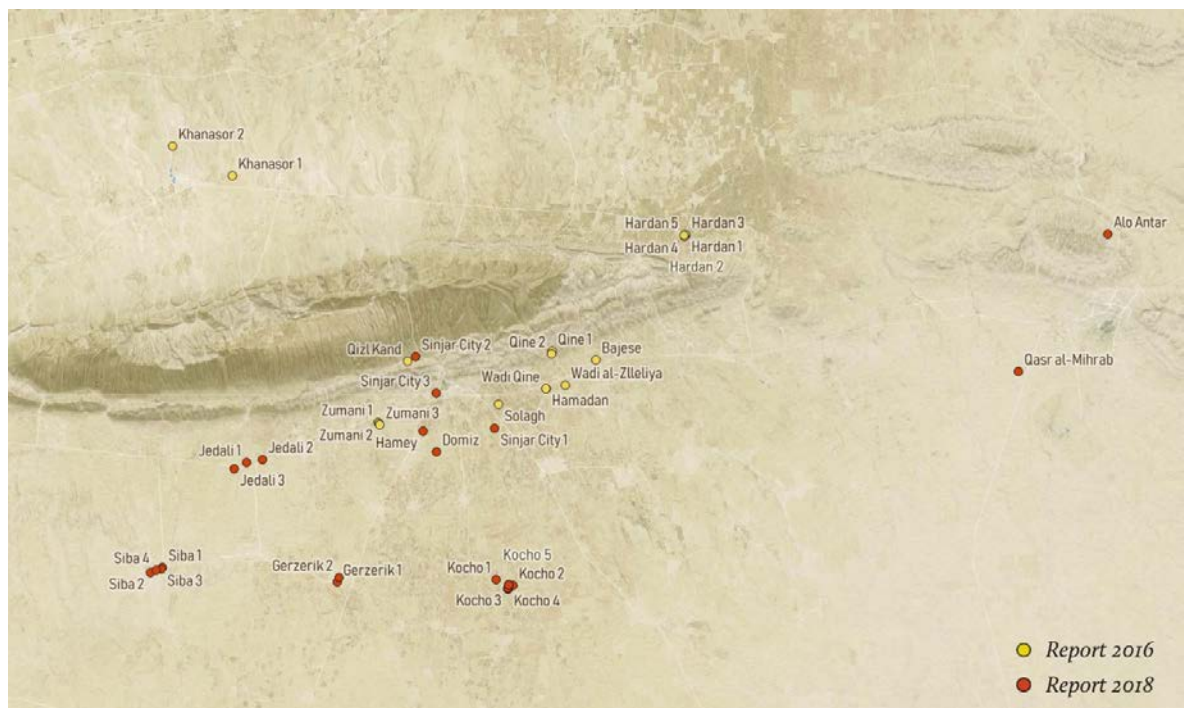 Khanasor 2
Khanasor 1
Hardan 5
Hardan 3
Alo Antar
Hardan 4
Hardan 1
Hardan 2
Qizl Kand
Sinjar City 2
Qine 2
Qine 1
Bajese
Qasr al-Mihrab
Wadi Qine
Wadi al-Zlleliya
Sinjar City 3
Hamadan
Zumani 1
Zumani 3
Solagh
Zumani 2
Hamey
Domiz
Sinjar City 1
Jedali 1
Jedali 2
Jedali 3
Siba 4
Siba 1
Siba 2
Siba 3
Gerzerik 2
Gerzerik 1
Kocho 5
Kocho 1
Kocho 2
Kocho 3
Kocho 4
Report 2016
Report 2018